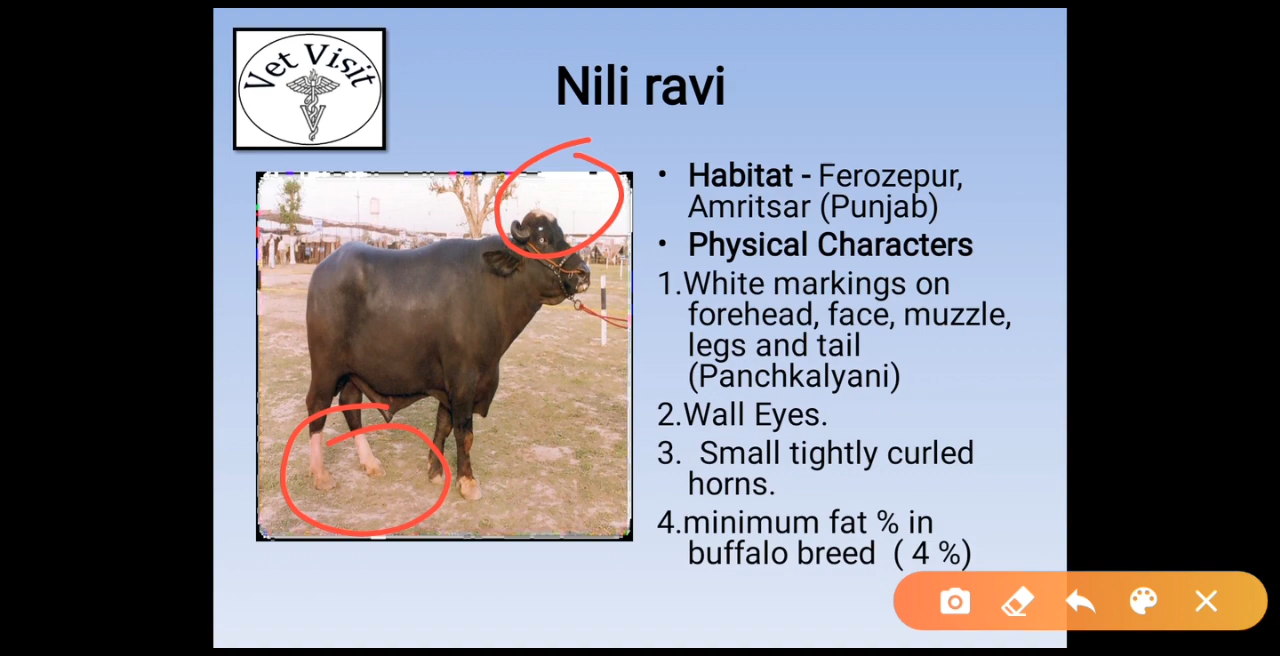 Vet Visit
Nili ravi
• Habitat - Ferozepur,
Amritsar (Punjab)
• Physical Characters
1.White markings on
forehead, face, muzzle,
legs and tail
(Panchkalyani)
2.Wall Eyes.
3. Small tightly curled
horns.
4.minimum fat % in
buffalo breed ( 4 %)